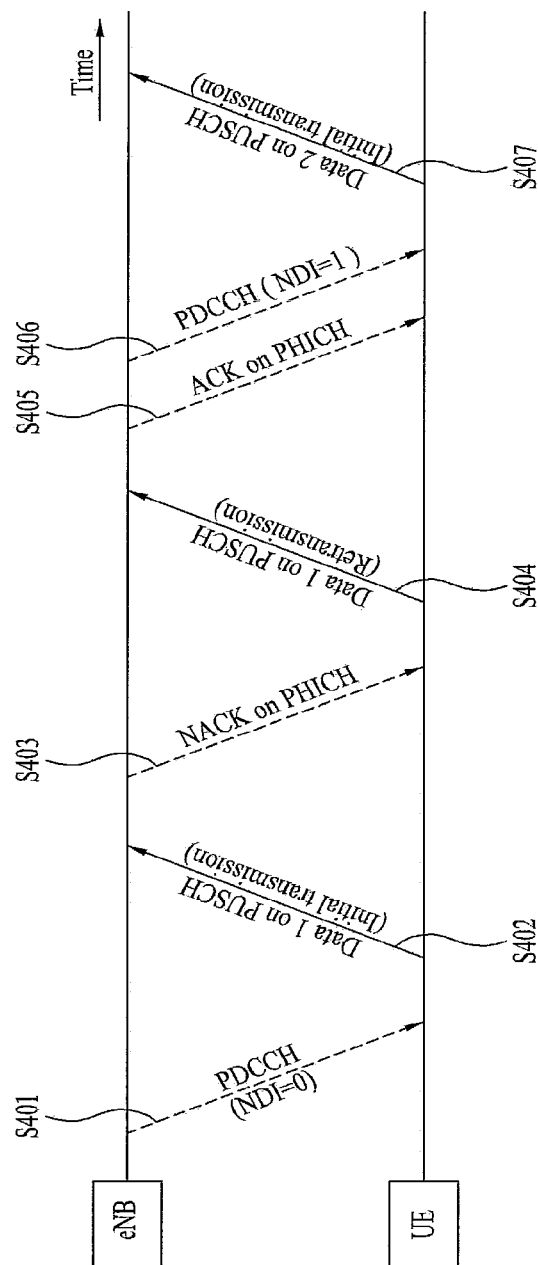 Time
eNB
UE
S401
PDCCH
(NDI=0)
S402
Data 1 on PUSCH
(Initial transmission)
S403
NACK on PHICH
S404
Data 1 on PUSCH
(Retransmission)
S405
ACK on PHICH
S406
PDCCH ( NDI=1 )
S407
Data 2 on PUSCH
(Initial transmission)